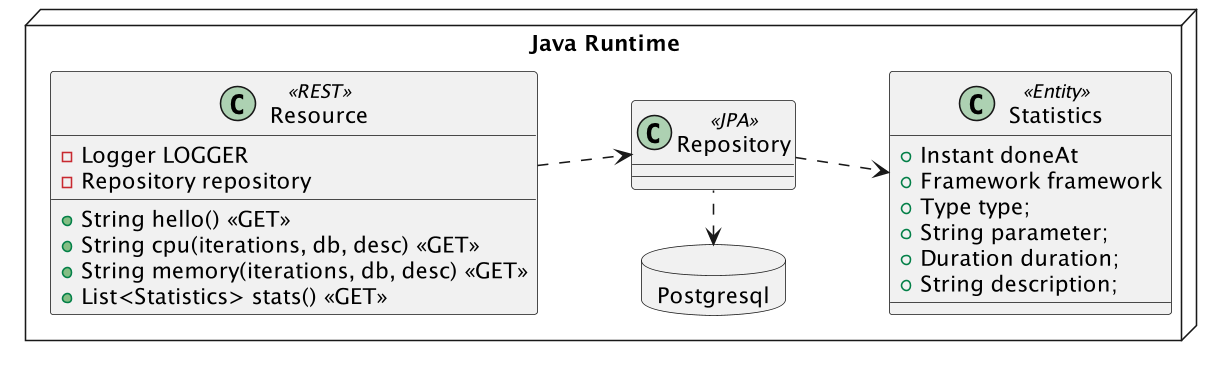 Java Runtime
C
«REST»
Resource
Logger LOGGER
Repository repository
String hello() «GET»
String cpu(iterations, db, desc) «GET»
String memory(iterations, db, desc) «GET»
List<Statistics> stats() «GET»
C
«JPA»
Repository
Postgresql
C
«Entity»
Statistics
Instant doneAt
Framework framework
Type type;
String parameter;
Duration duration;
String description;